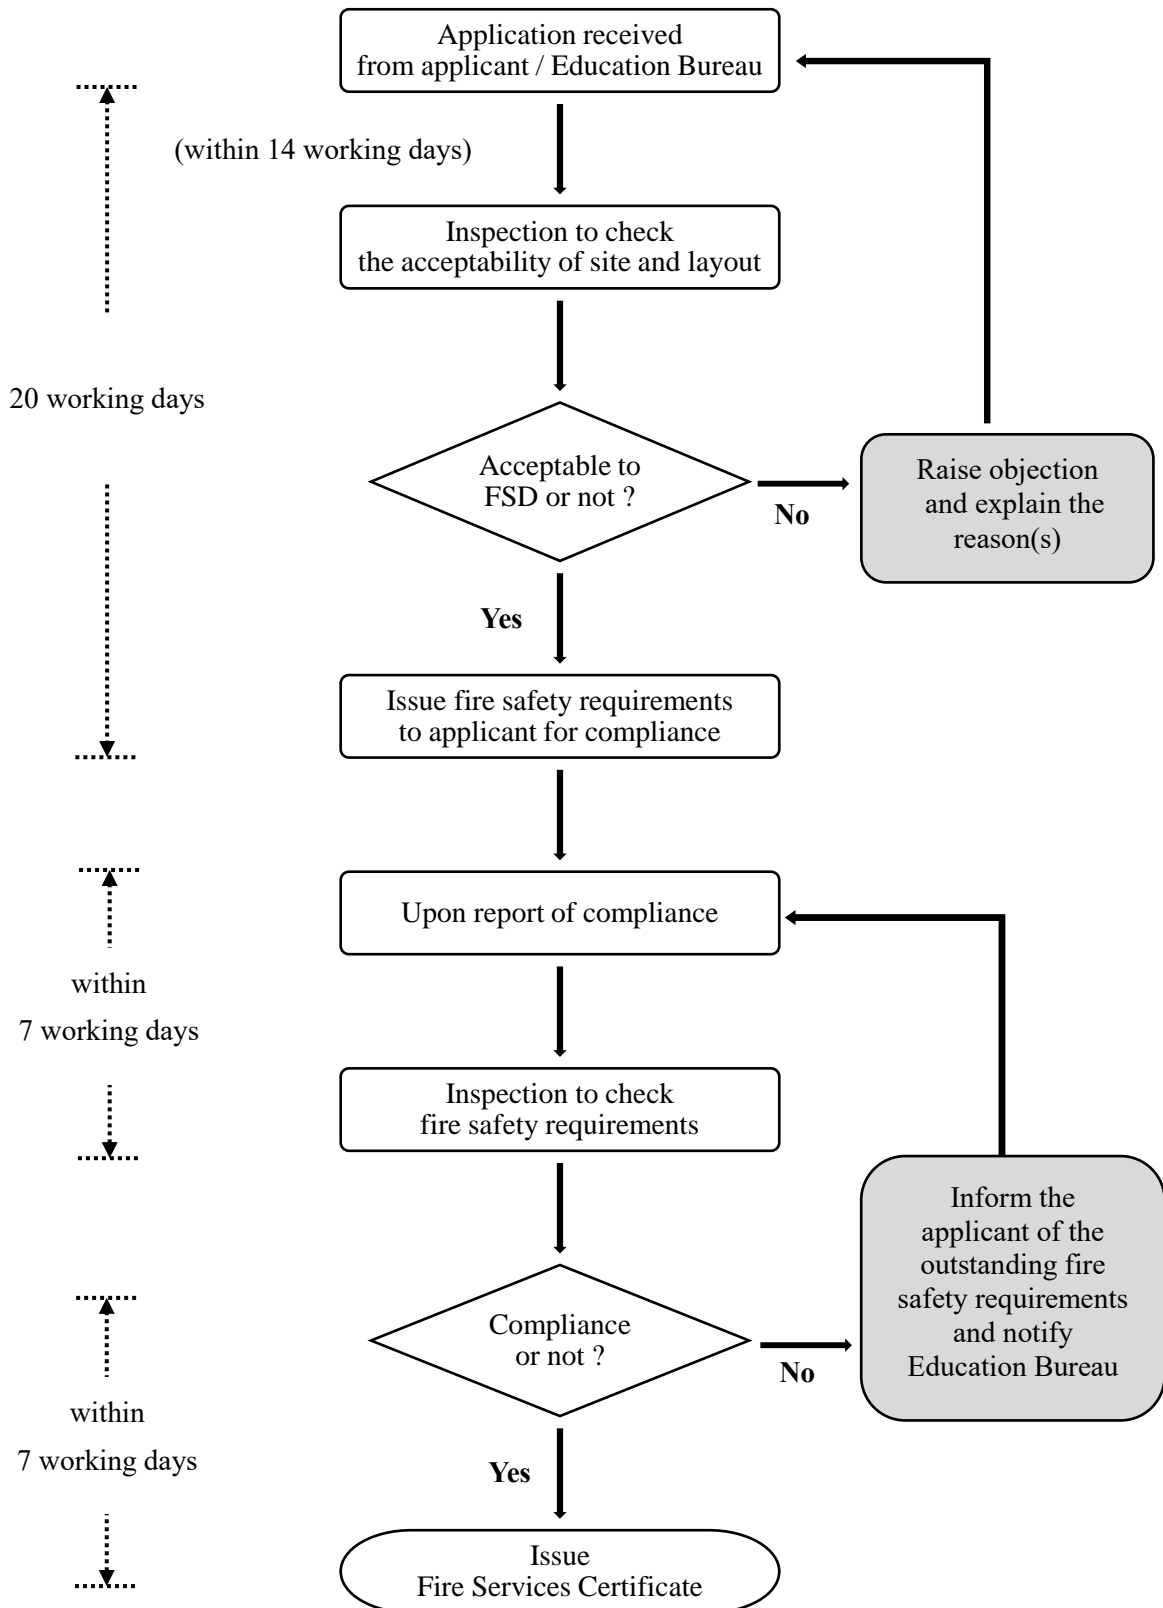 Application received
from applicant / Education Bureau
(within 14 working days)
Inspection to check
the acceptability of site and layout
20 working days
Acceptable to
FSD or not ?
No
Raise objection
and explain the
reason(s)
Yes
Issue fire safety requirements
to applicant for compliance
Upon report of compliance
within
7 working days
Inspection to check
fire safety requirements
Inform the
applicant of the
outstanding fire
safety requirements
and notify
Education Bureau
Compliance
or not ?
No
within
7 working days
Yes
Issue
Fire Services Certificate